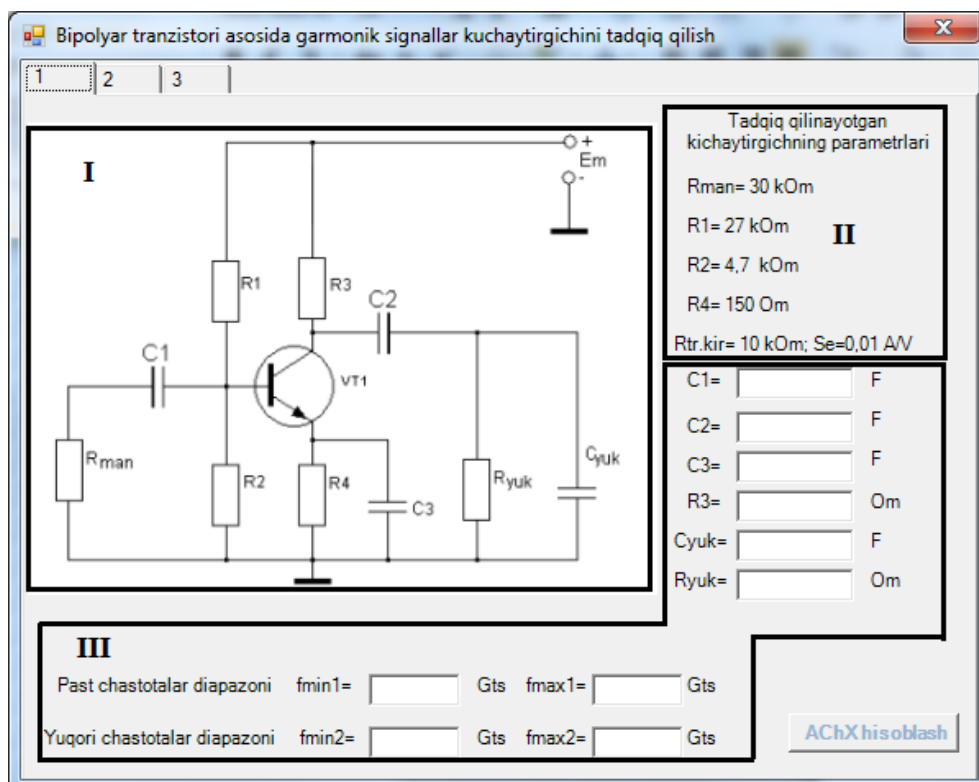 Bipolyar tranzistori asosida garmonik signallar kuchaytirgichini tadqiq qilish
1 2 3
I
+
Em
-
R1
R3
C2
C1
VT1
Rman
R2
R4
C3
Ryuk
Cyuk
Tadqiq qilinayotgan
kichaytirgichning parametrlari
Rman= 30 kOm
R1= 27 kOm
II
R2= 4,7 kOm
R4= 150 Om
Rtr.kir= 10 kOm; Se=0,01 A/V
C1= F
C2= F
C3= F
R3= Om
Cyuk= F
Ryuk= Om
III
Past chastotalar diapazoni fmin1= Gts fmax1= Gts
Yuqori chastotalar diapazoni fmin2= Gts fmax2= Gts
AChX hisoblash